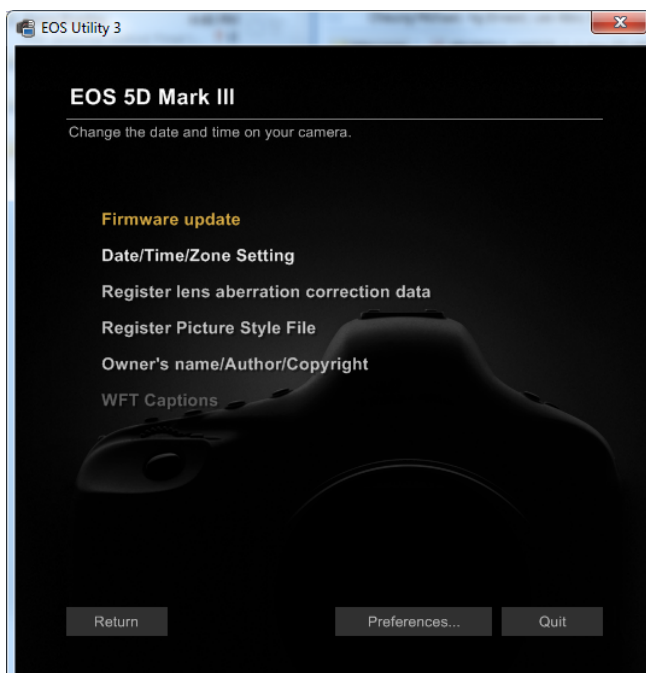 EOS Utility 3
EOS 5D Mark III
Change the date and time on your camera.
Firmware update
Date/Time/Zone Setting
Register lens aberration correction data
Register Picture Style File
Owner's name/Author/Copyright
WFT Captions
Return
Preferences...
Quit